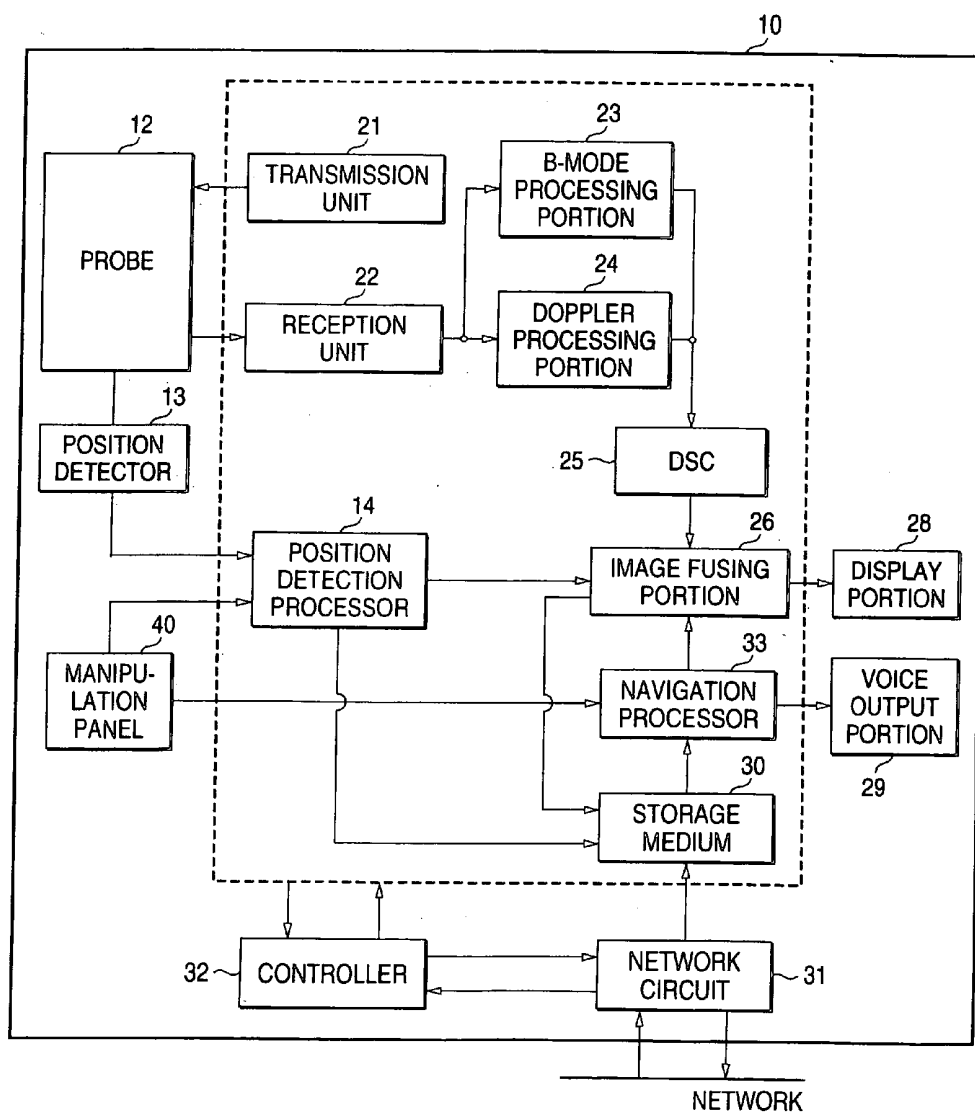 10
12
21
23
TRANSMISSION
UNIT
B-MODE
PROCESSING
PORTION
PROBE
22
24
RECEPTION
UNIT
DOPPLER
PROCESSING
PORTION
13
POSITION
DETECTOR
25
DSC
14
26
28
POSITION
DETECTION
PROCESSOR
IMAGE FUSING
PORTION
DISPLAY
PORTION
40
33
MANIPU-
LATION
PANEL
NAVIGATION
PROCESSOR
VOICE
OUTPUT
PORTION
29
30
STORAGE
MEDIUM
32
CONTROLLER
NETWORK
CIRCUIT
31
NETWORK